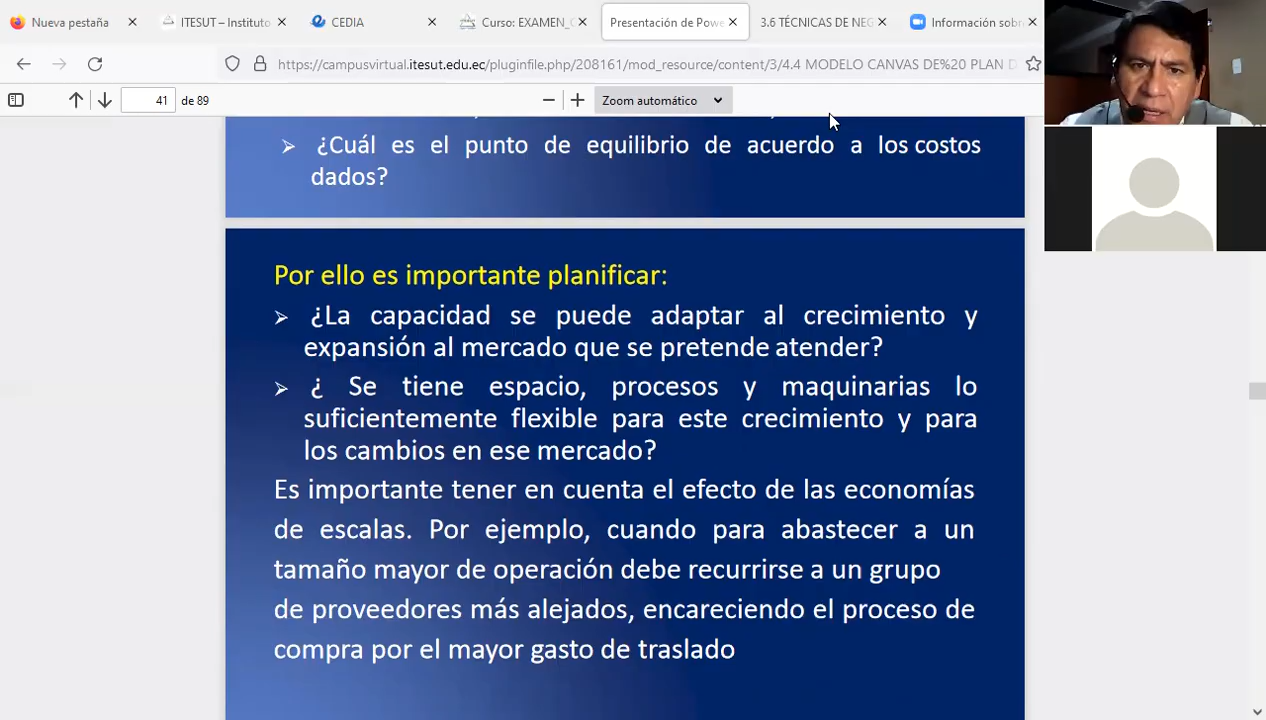 Nueva pestaña
ITESUT – Instituto
CEDIA
Curso: EXAMEN_C
Presentación de Powe
3.6 TÉCNICAS DE NEG
Información sobr
https://campusvirtual.itesut.edu.ec/pluginfile.php/208161/mod_resource/content/3/4.4 MODELO CANVAS DE%20 PLAN D
41 de 89
Zoom automático
¿Cuál es el punto de equilibrio de acuerdo a los costos
dados?
Por ello es importante planificar:
¿La capacidad se puede adaptar al crecimiento y
expansión al mercado que se pretende atender?
¿ Se tiene espacio, procesos y maquinarias lo
suficientemente flexible para este crecimiento y para
los cambios en ese mercado?
Es importante tener en cuenta el efecto de las economías
de escalas. Por ejemplo, cuando para abastecer a un
tamaño mayor de operación debe recurrirse a un grupo
de proveedores más alejados, encareciendo el proceso de
compra por el mayor gasto de traslado